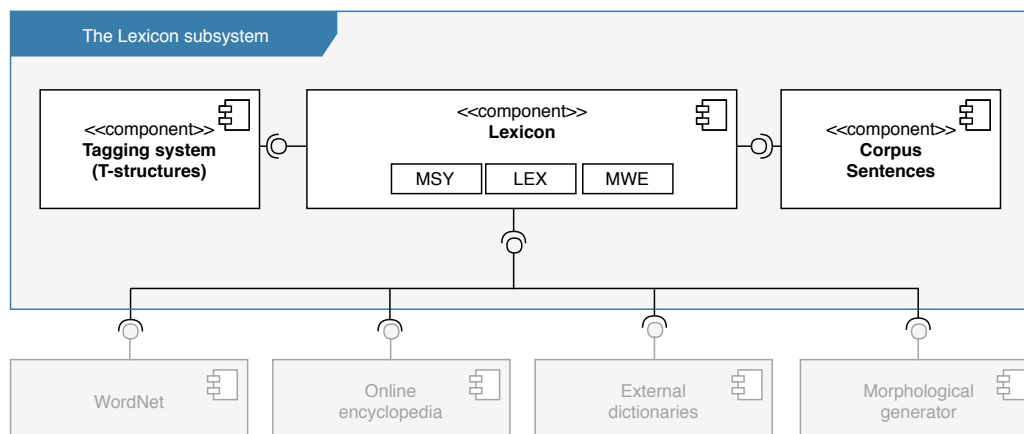 The Lexicon subsystem
<<component>>
Tagging system
(T-structures)
<<component>>
Lexicon
MSY LEX MWE
<<component>>
Corpus
Sentences
WordNet
Online
encyclopedia
External
dictionaries
Morphological
generator